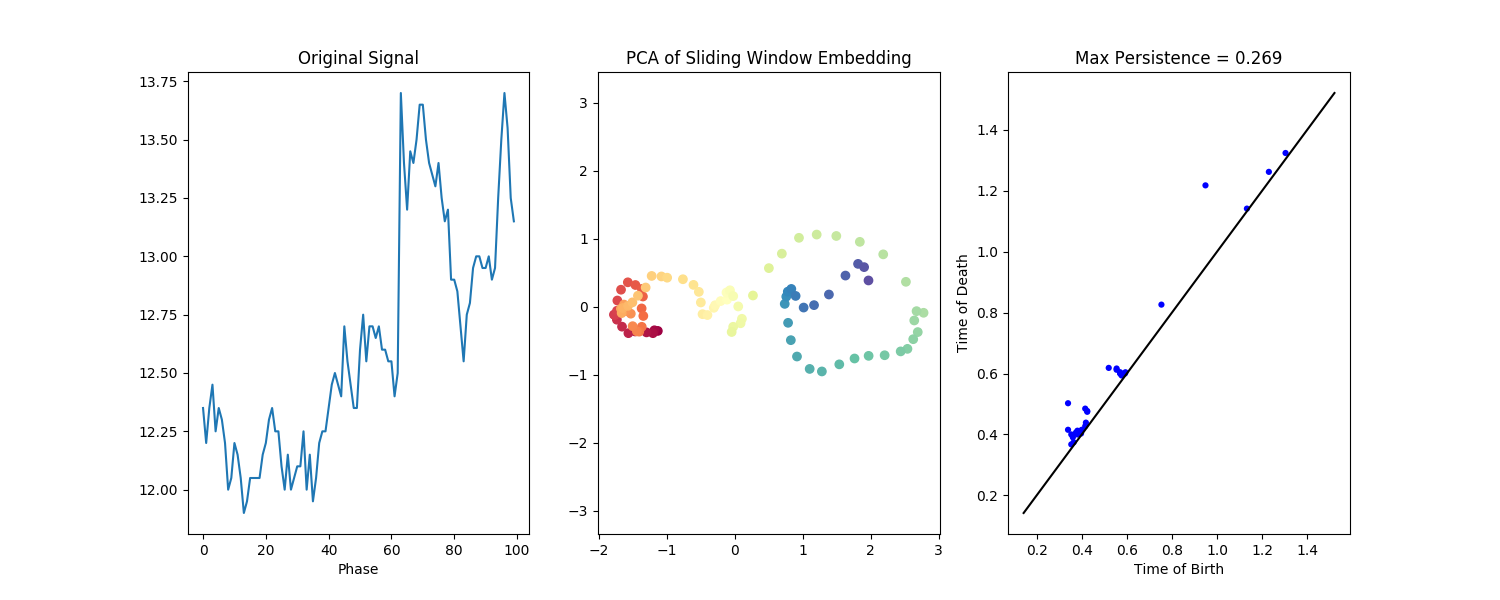 Original Signal
13.75
13.50
13.25
13.00
12.75
12.50
12.25
12.00
0 20 40 60 80 100
Phase
PCA of Sliding Window Embedding
3
2
1
0
−1
−2
−3
−2 −1 0 1 2 3
Max Persistence = 0.269
Time of Death
1.4
1.2
1.0
0.8
0.6
0.4
0.2
0.2 0.4 0.6 0.8 1.0 1.2 1.4
Time of Birth